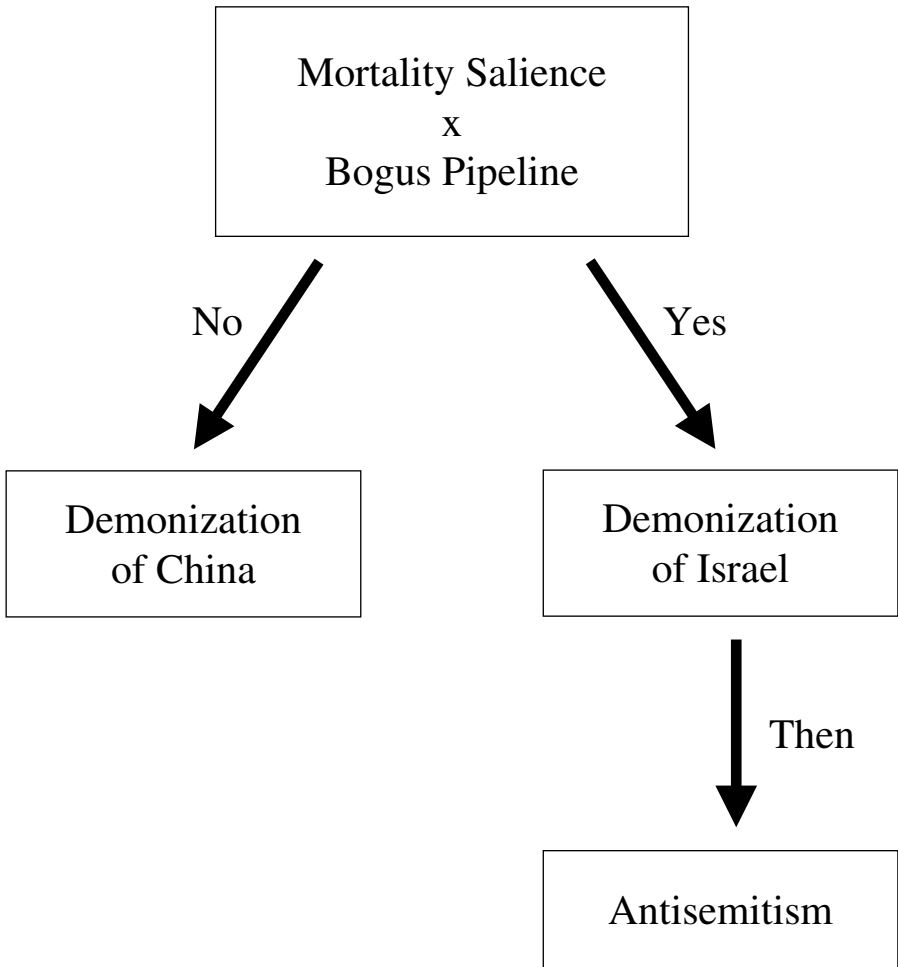 Mortality Salience
x
Bogus Pipeline
No
Yes
Demonization
of China
Demonization
of Israel
Then
Antisemitism